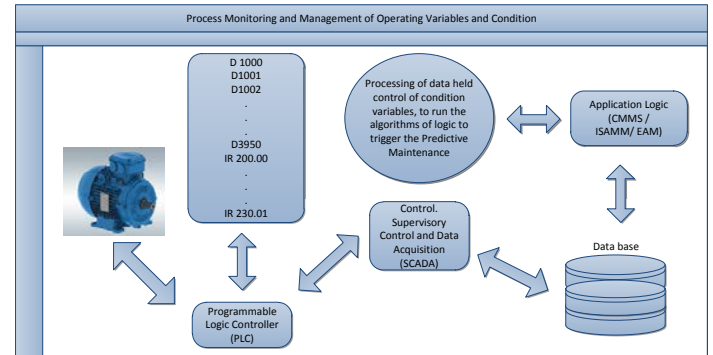 Process Monitoring and Management of Operating Variables and Condition
D 1000
D1001
D1002
.
.
.
D3950
IR 200.00
.
.
.
IR 230.01
Processing of data held
control of condition
variables, to run the
algorithms of logic to
trigger the Predictive
Maintenance
Application Logic
(CMMS /
ISAMM/ EAM)
Control.
Supervisory
Control and Data
Acquisition
(SCADA)
Data base
Programmable
Logic Controller
(PLC)